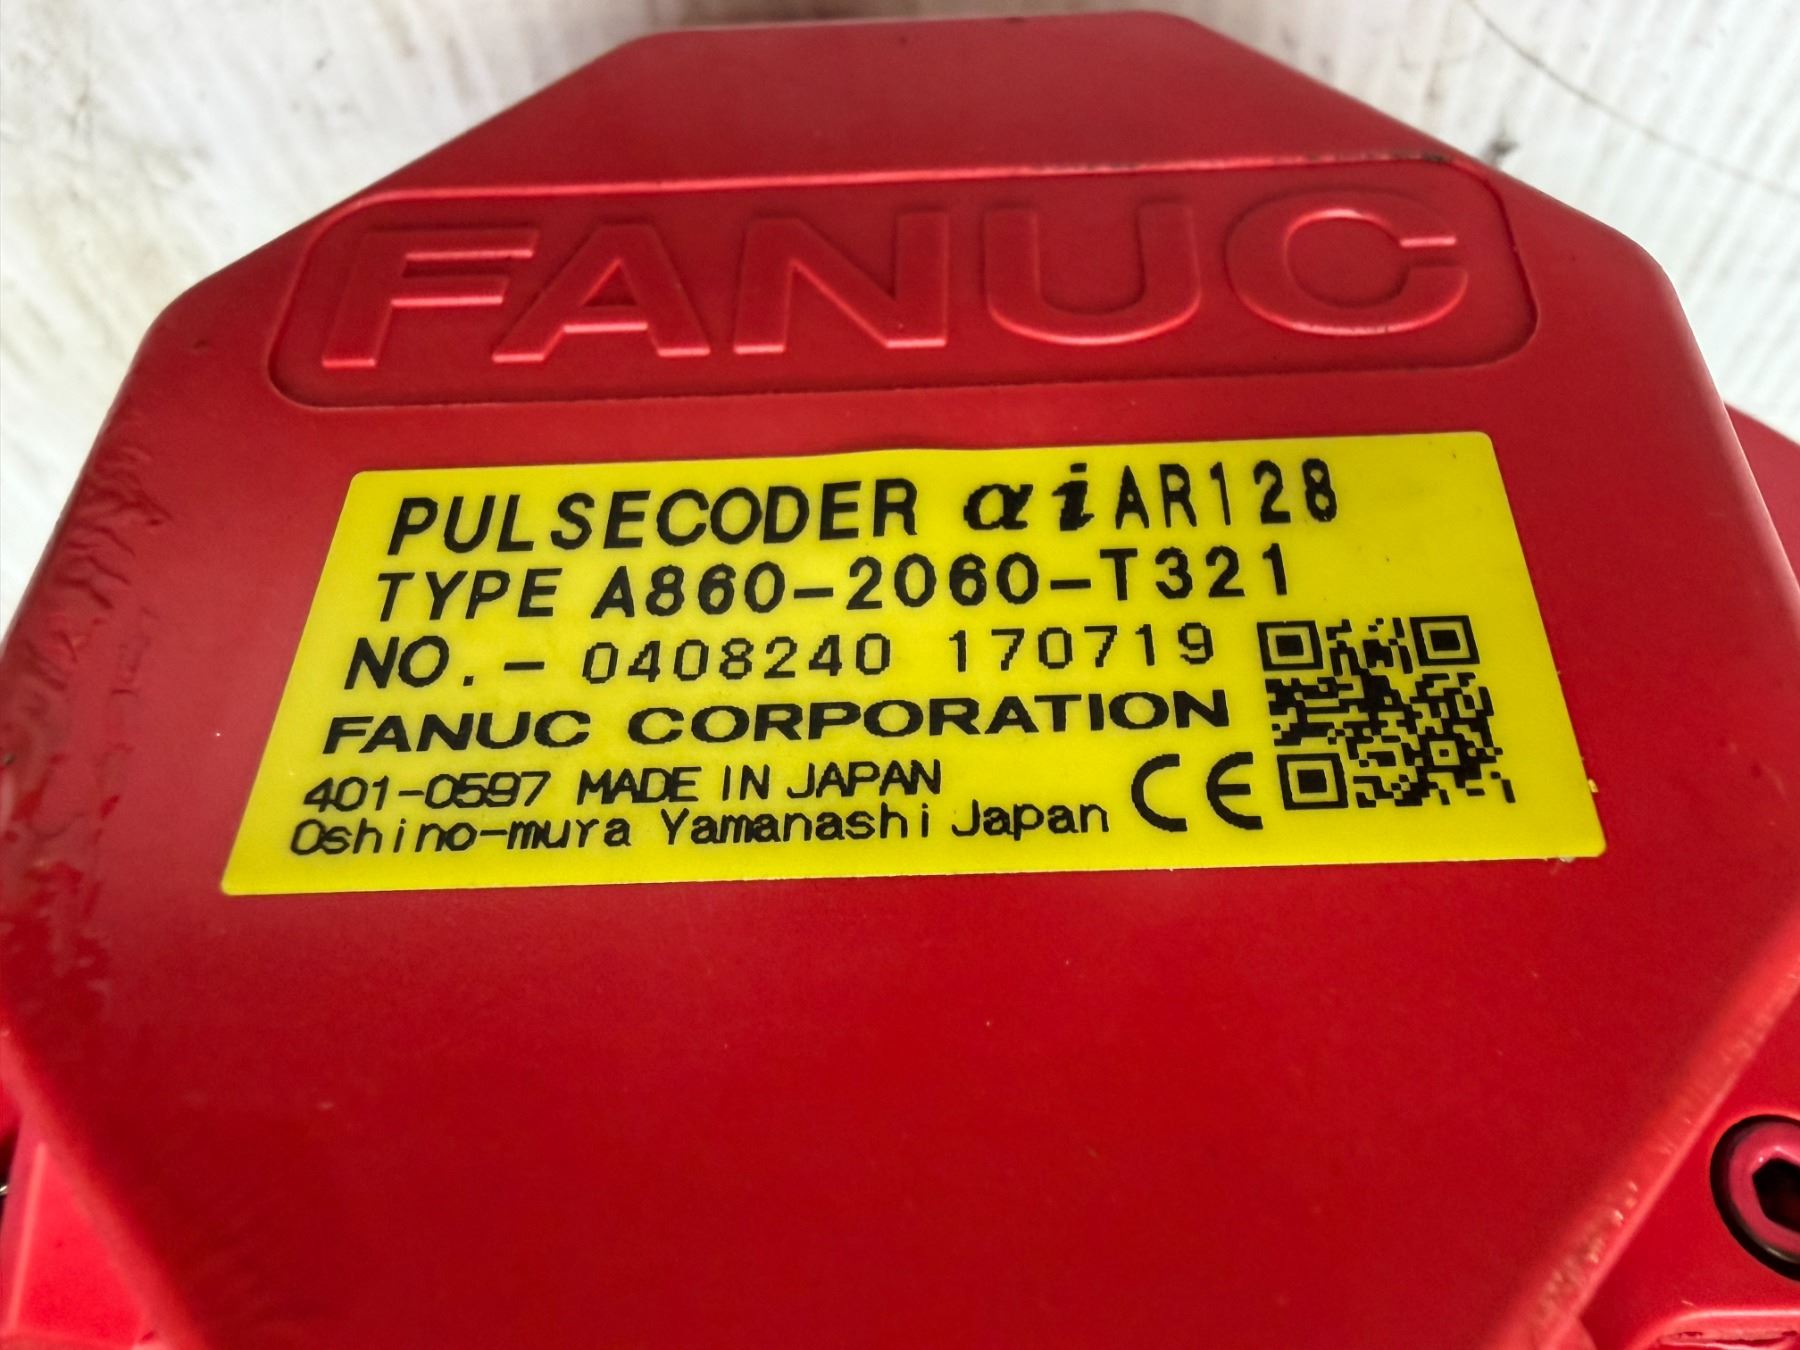 FANUC
PULSECODER αiAR128
TYPE A860-2060-T321
NO. - 0408240 170719
FANUC CORPORATION
401-0597 MADE IN JAPAN
Oshino-mura Yamanashi Japan CE